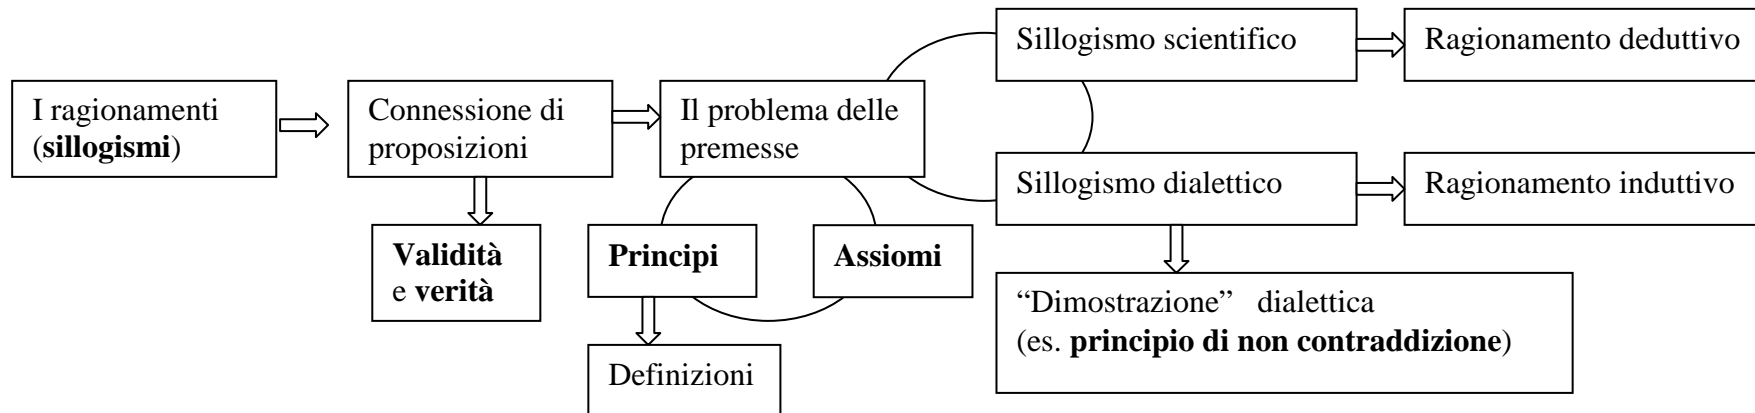 I ragionamenti
(sillogismi)
Connessione di
proposizioni
Validità
e verità
Il problema delle
premesse
Principi
Assiomi
Definizioni
Sillogismo scientifico
Ragionamento deduttivo
Sillogismo dialettico
Ragionamento induttivo
“Dimostrazione” dialettica
(es. principio di non contraddizione)